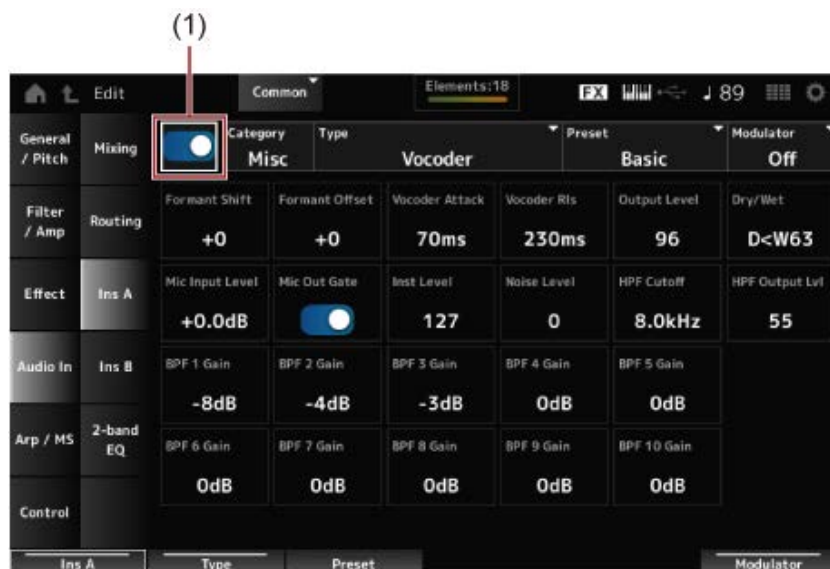 (1)
Edit
Common
Elements:18
FX
89
General / Pitch
Mixing
Category
Misc
Type
Vocoder
Preset
Basic
Modulator
Off
Filter / Amp
Routing
Formant Shift
+0
Formant Offset
+0
Vocoder Attack
70ms
Vocoder Rls
230ms
Output Level
96
Dry/Wet
D<W63
Effect
Ins A
Mic Input Level
+0.0dB
Mic Out Gate
Inst Level
127
Noise Level
0
HPF Cutoff
8.0kHz
HPF Output Lvl
55
Audio In
Ins B
BPF 1 Gain
-8dB
BPF 2 Gain
-4dB
BPF 3 Gain
-3dB
BPF 4 Gain
0dB
BPF 5 Gain
0dB
Arp / MS
2-band EQ
BPF 6 Gain
0dB
BPF 7 Gain
0dB
BPF 8 Gain
0dB
BPF 9 Gain
0dB
BPF 10 Gain
0dB
Control
Ins A
Type
Preset
Modulator